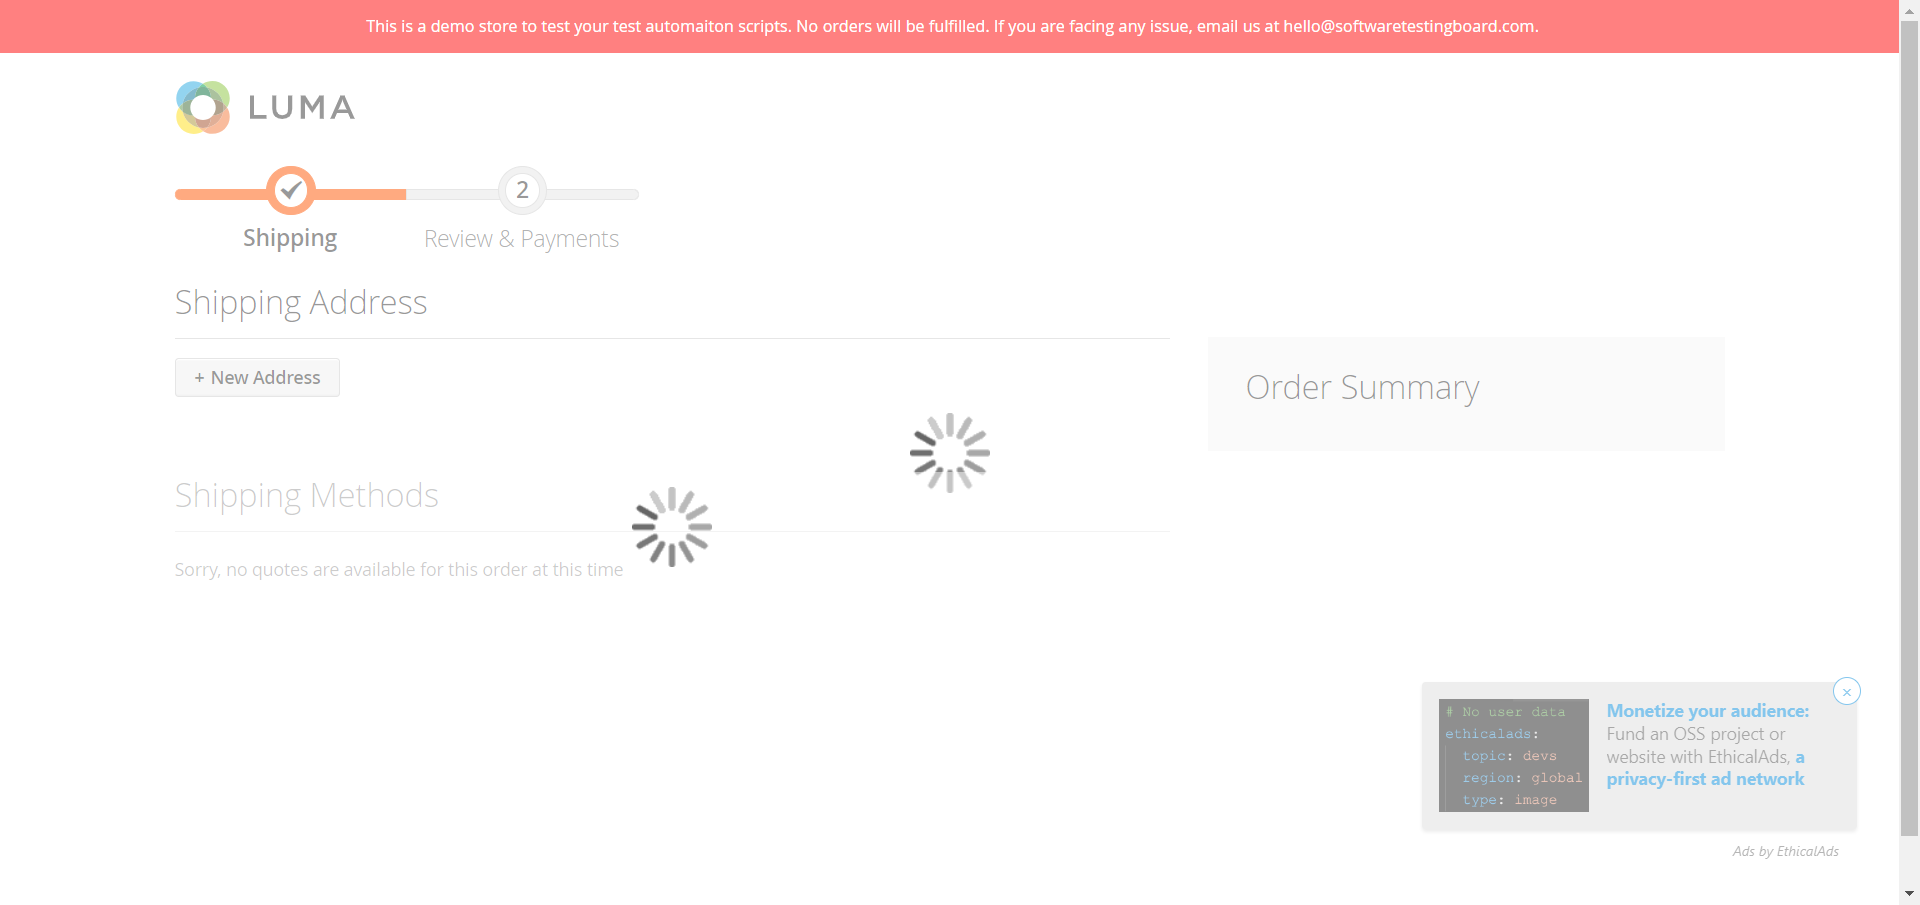 This is a demo store to test your test automaiton scripts. No orders will be fulfilled. If you are facing any issue, email us at hello@softwaretestingboard.com.
LUMA
2
Shipping
Review & Payments
Shipping Address
+ New Address
Order Summary
Shipping Methods
Sorry, no quotes are available for this order at this time
# No user data
ethicalads:
topic: devs
region: global
type: image
Monetize your audience:
Fund an OSS project or
website with EthicalAds, a
privacy-first ad network
×
Ads by EthicalAds